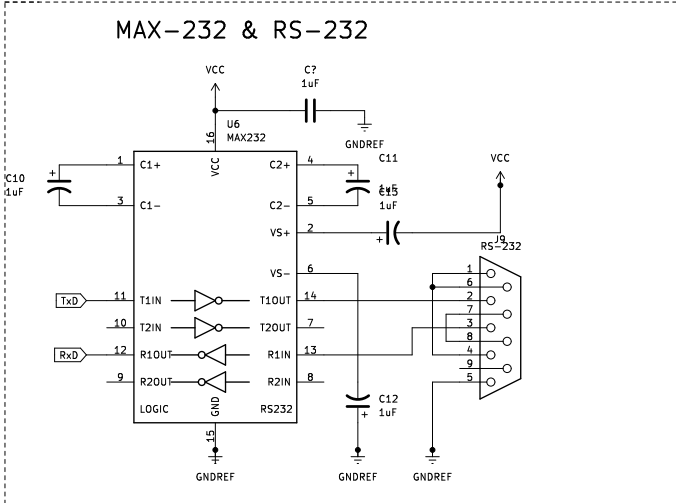 MAX-232 & RS-232
VCC
C?
1uF
U6
MAX232
GNDREF
16
VCC
1
C1+
C2+
4
C11
1uF
VCC
C10
1uF
C13
1uF
3
C1-
C2-
5
VS+
2
J9
RS-232
VS-
6
1
6
TxD
11
T1IN
T1OUT
14
2
7
10
T2IN
T2OUT
7
3
8
RxD
12
R1OUT
R1IN
13
4
9
9
R2OUT
R2IN
8
5
GND
LOGIC
RS232
C12
1uF
15
GNDREF
GNDREF
GNDREF